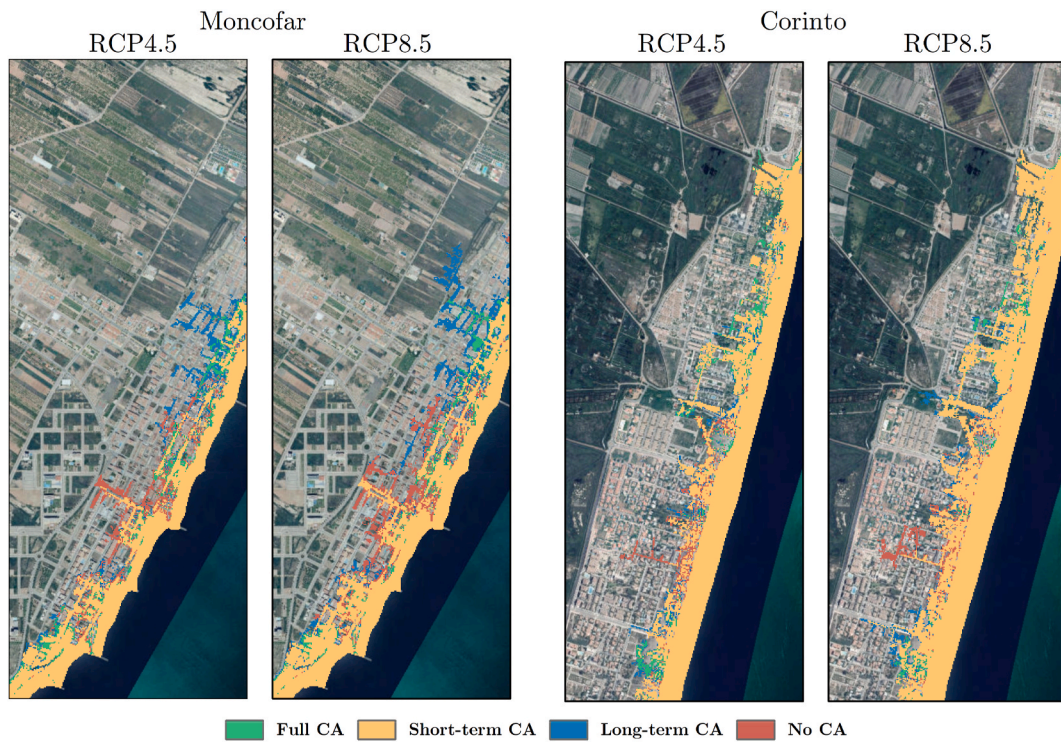 Moncofar
RCP4.5 RCP8.5
Corinto
RCP4.5 RCP8.5
Full CA Short-term CA Long-term CA No CA